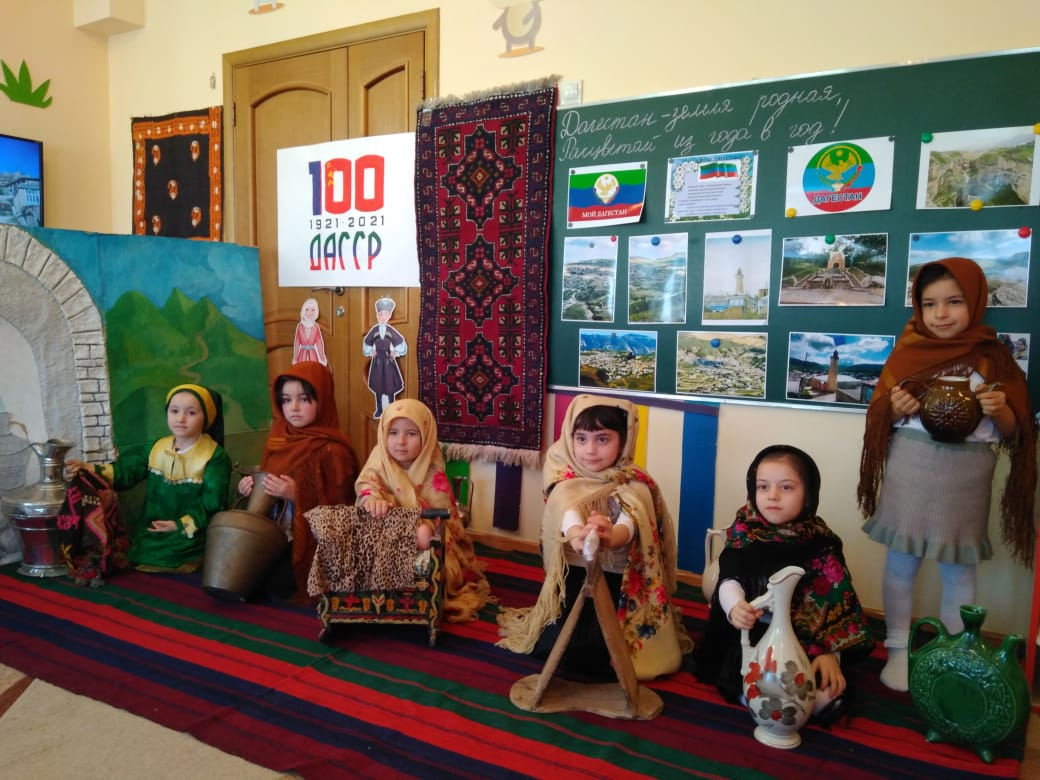 Дагестан - земля родная,
Расцветай из года в год!
100
1921-2021
ДАССР
МОЙ ДАГЕСТАН
ДАГЕСТАН